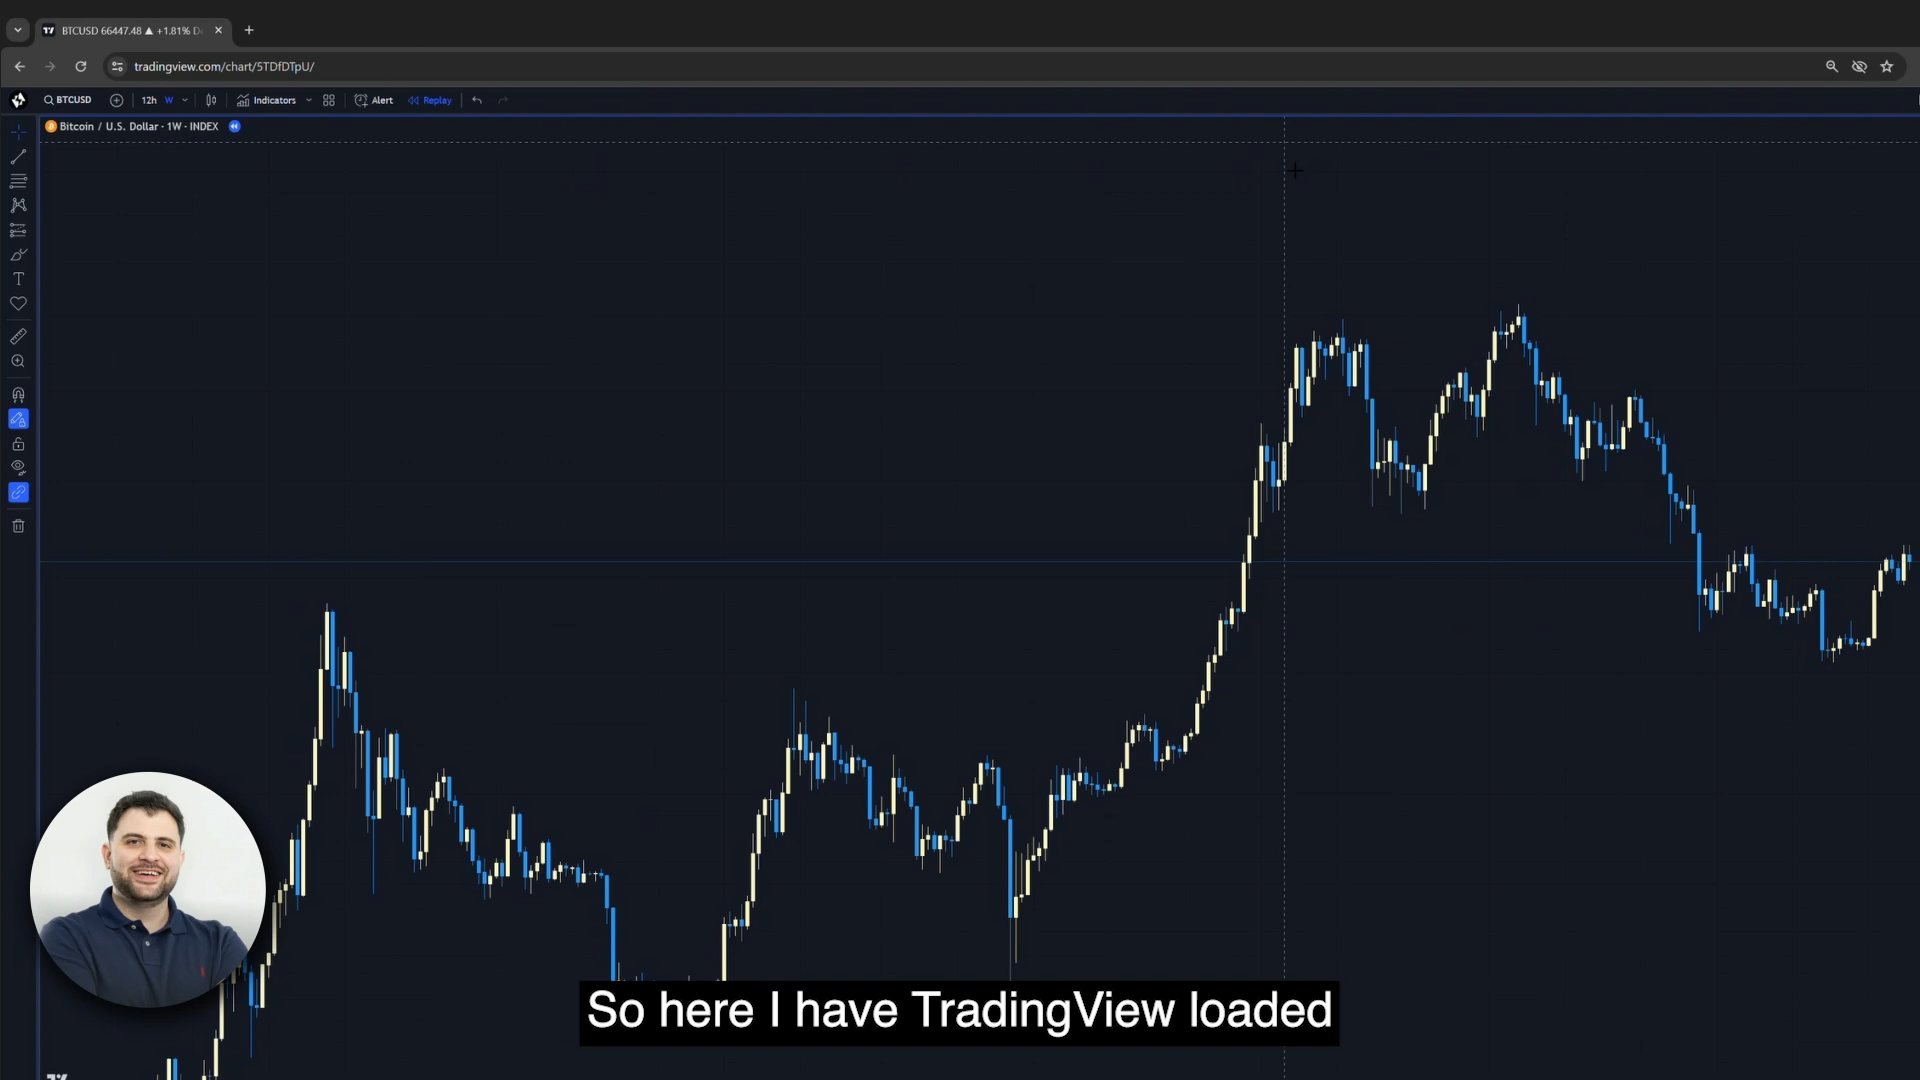 BTCUSD 66447.48 ▲ +1.81%
tradingview.com/chart/5TDfDTpU/
BTCUSD
12h
W
Indicators
Alert
Replay
Bitcoin / U.S. Dollar · 1W · INDEX
So here I have TradingView loaded